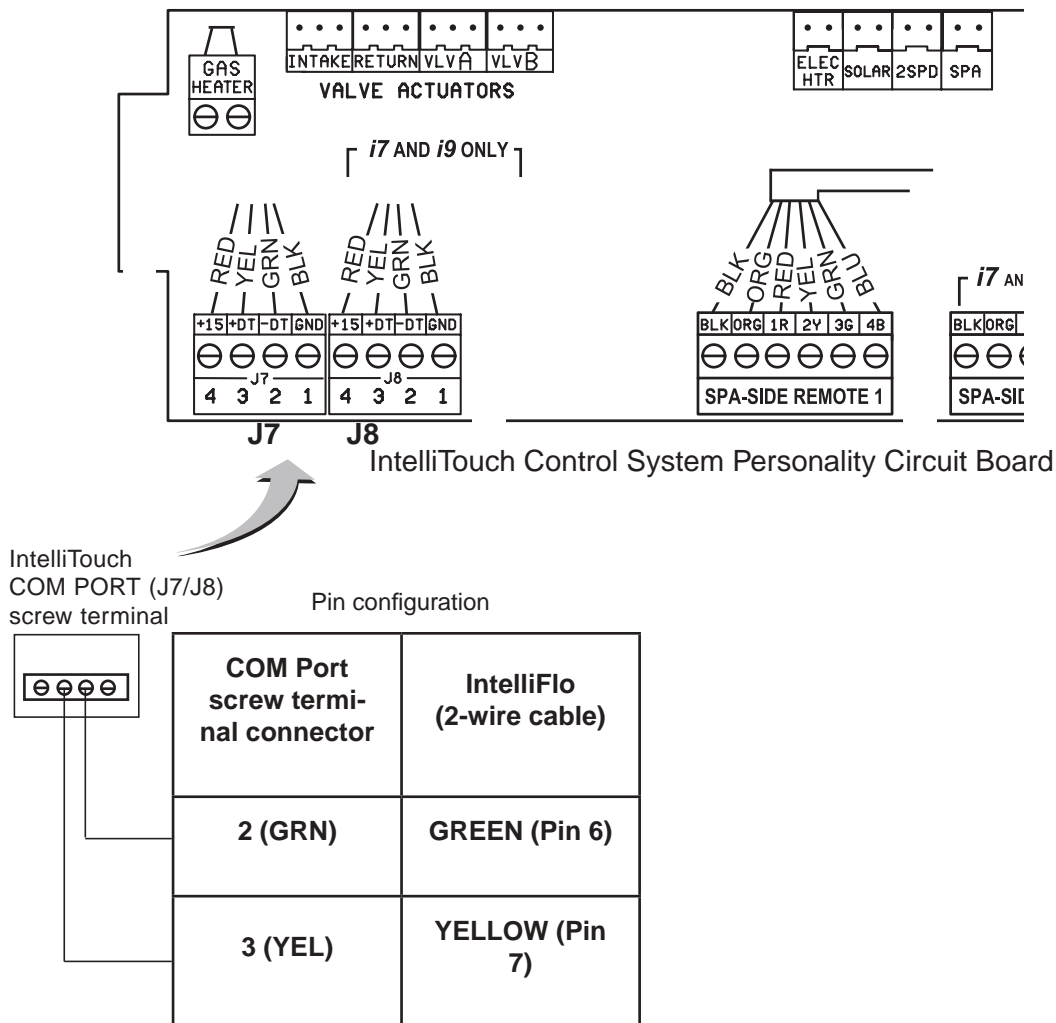 GAS
HEATER
INTAKE RETURN VLV A VLV B
VALVE ACTUATORS
ELEC
HTR SOLAR 2SPD SPA
i7 AND i9 ONLY
RED YEL GRN BLK
RED YEL GRN BLK
BLK ORG RED YEL GRN BLU
i7 AN
+15 +DT -DT GND
+15 +DT -DT GND
BLK ORG 1R 2Y 3G 4B
BLK ORG
J7
J8
4 3 2 1
4 3 2 1
SPA-SIDE REMOTE 1
SPA-SID
J7
J8
IntelliTouch Control System Personality Circuit Board
IntelliTouch
COM PORT (J7/J8)
screw terminal
Pin configuration
COM Port
screw termi-
nal connector
IntelliFlo
(2-wire cable)
2 (GRN)
GREEN (Pin 6)
3 (YEL)
YELLOW (Pin
7)